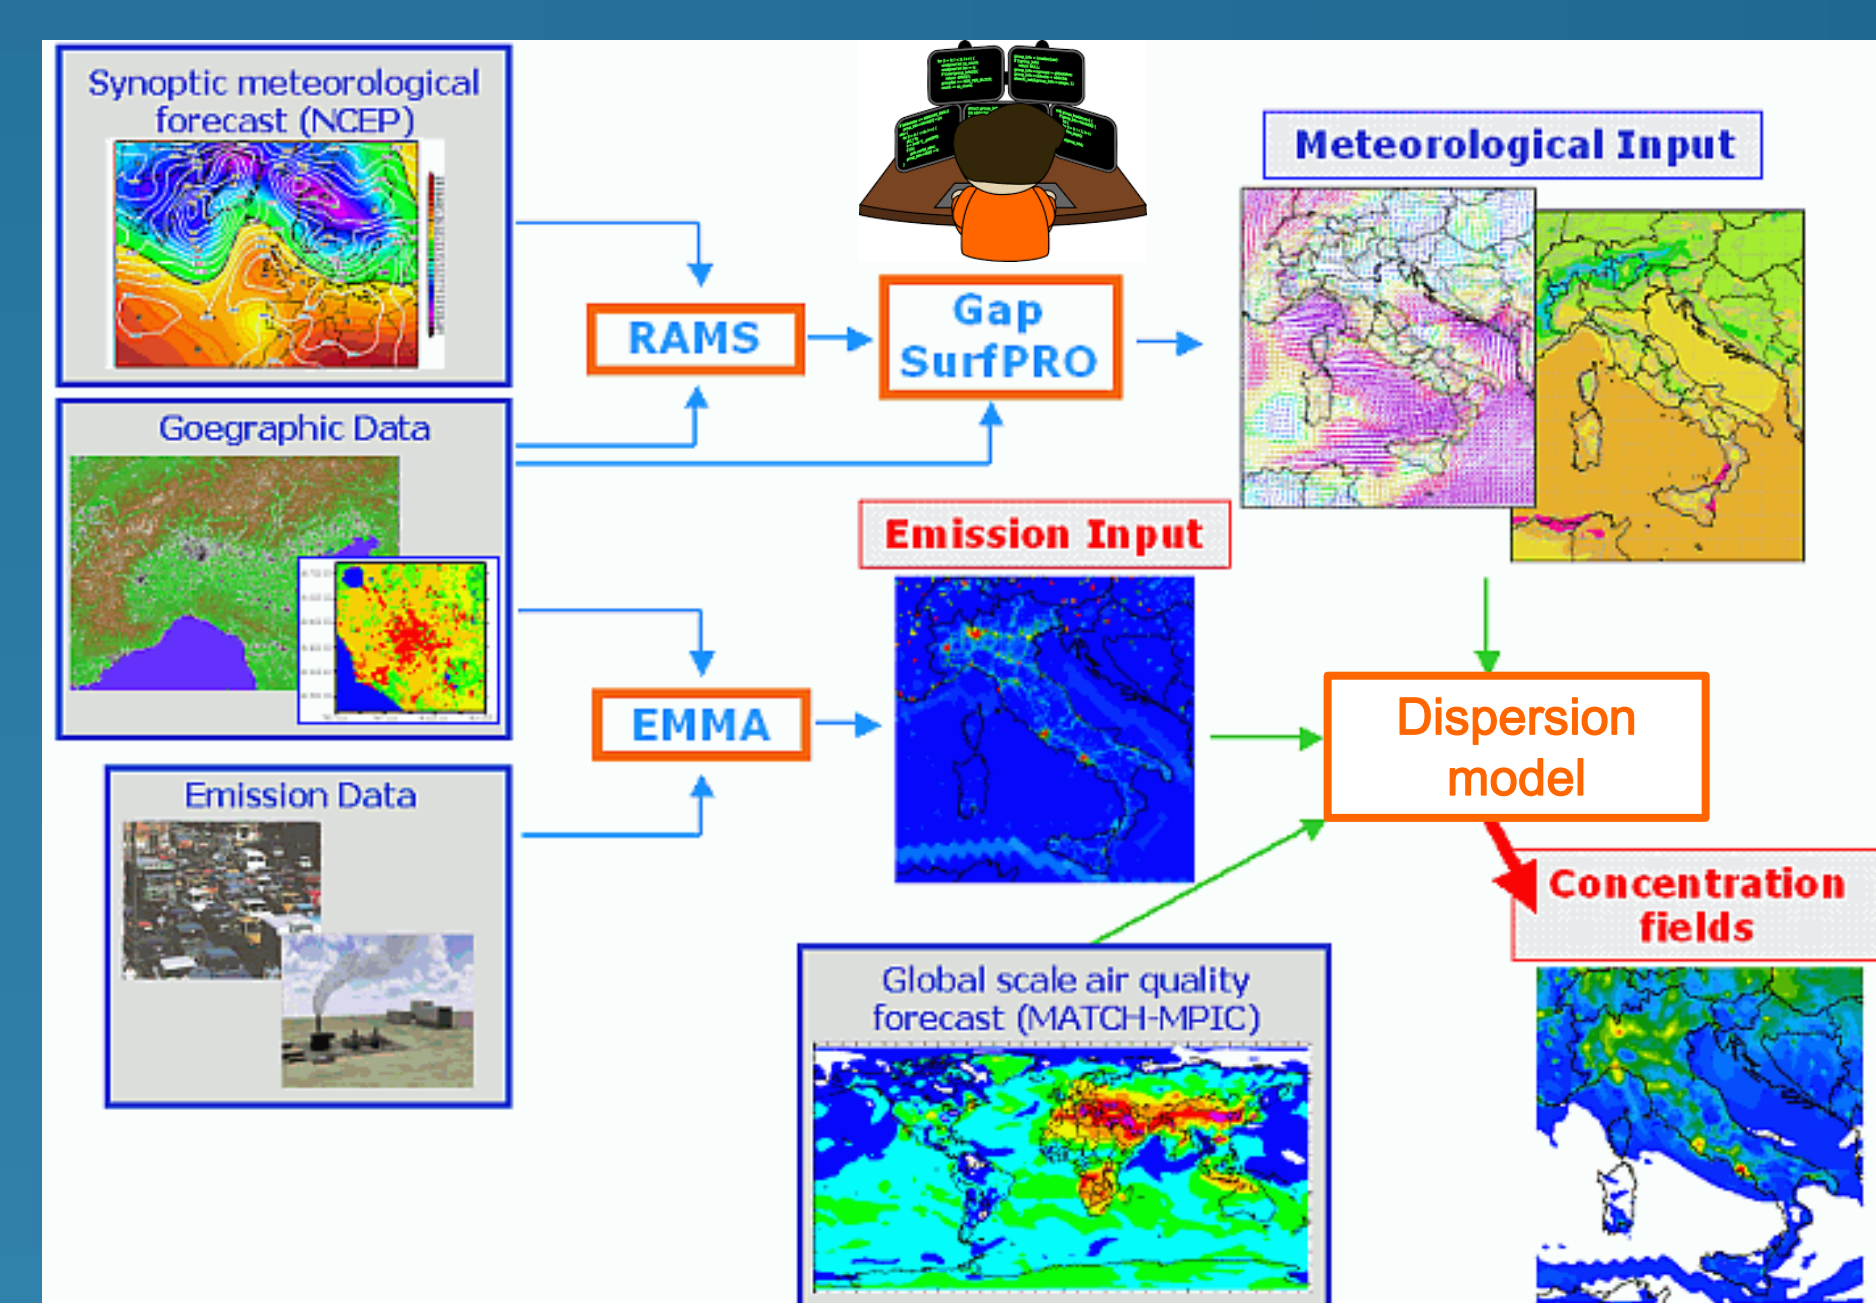 Synoptic meteorological
forecast (NCEP)
Meteorological Input
RAMS
Gap
SurfPRO
Goegraphic Data
Emission Input
EMMA
Dispersion
model
Emission Data
Concentration
fields
Global scale air quality
forecast (MATCH-MPIC)